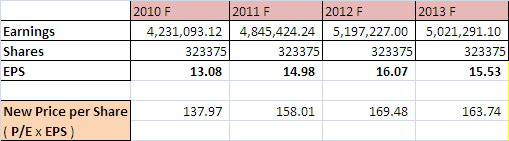 2010 F 2011 F 2012 F 2013 F
Earnings 4,231,093.12 4,845,424.24 5,197,227.00 5,021,291.10
Shares 323375 323375 323375 323375
EPS 13.08 14.98 16.07 15.53
New Price per Share 137.97 158.01 169.48 163.74
( P/E x EPS )